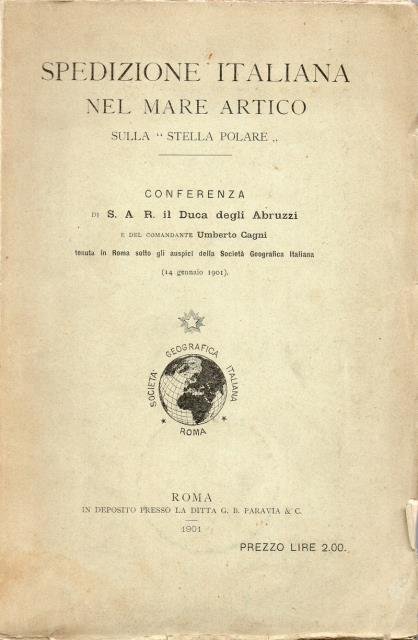 SPEDIZIONE ITALIANA
NEL MARE ARTICO
SULLA “ STELLA POLARE „
CONFERENZA
DI S. A R. il Duca degli Abruzzi
E DEL COMANDANTE Umberto Cagni
tenuta in Roma sotto gli auspici della Società Geografica Italiana
(14 gennaio 1901).
SOCIETÀ GEOGRAFICA ITALIANA
ROMA
ROMA
IN DEPOSITO PRESSO LA DITTA G. B. PARAVIA & C.
1901
PREZZO LIRE 2.00.